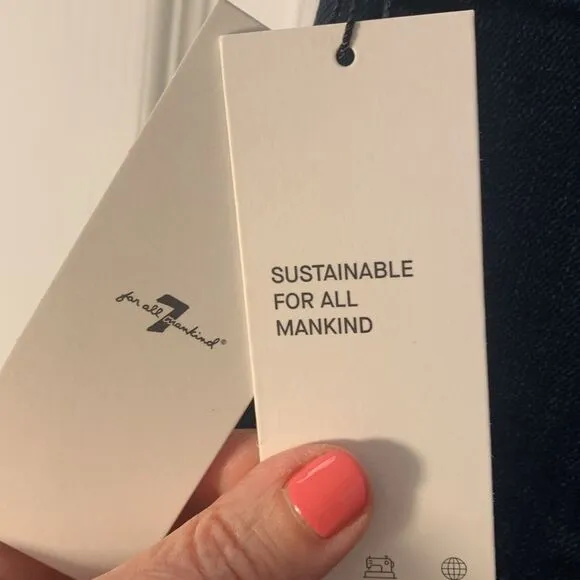 for all 7 mankind®
SUSTAINABLE
FOR ALL
MANKIND